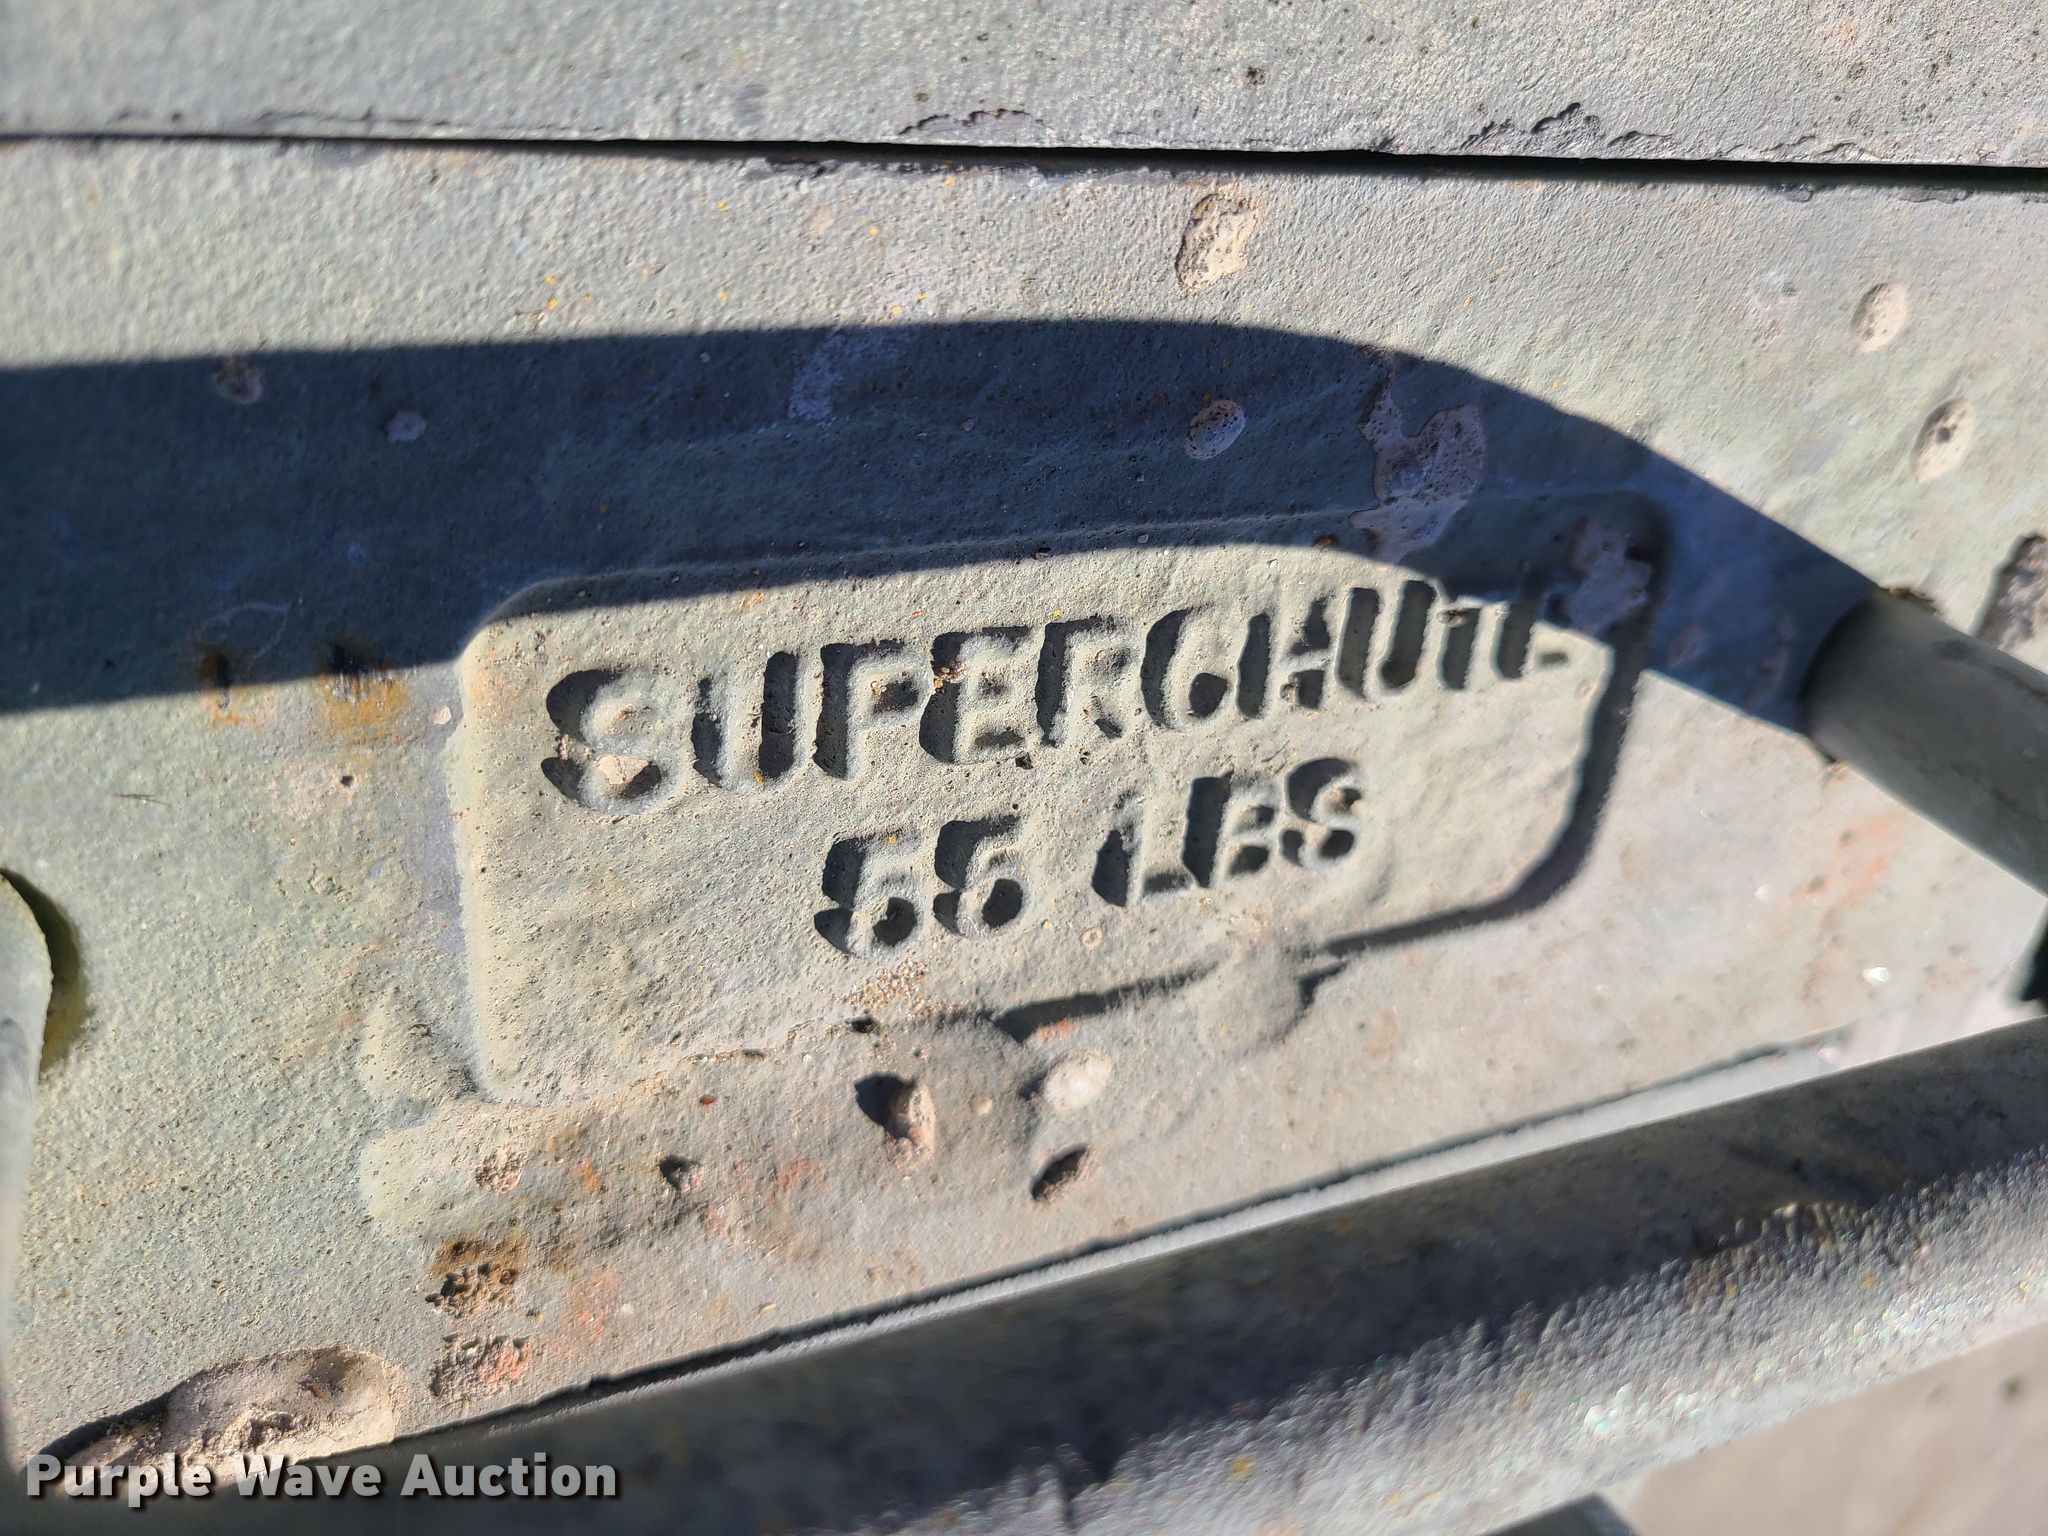 SUPERCHUTE
55 LBS
Purple Wave Auction